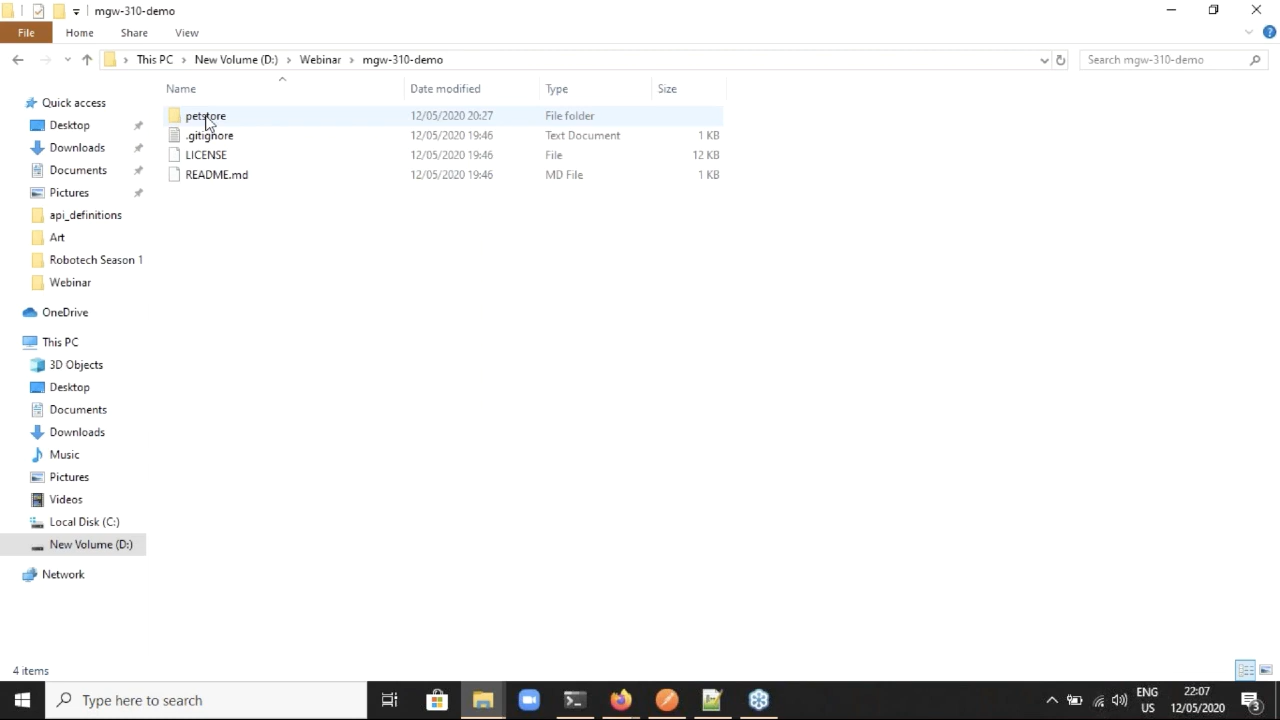 mgw-310-demo
File Home Share View
This PC New Volume (D:) Webinar mgw-310-demo Search mgw-310-demo
Name Date modified Type Size
petstore 12/05/2020 20:27 File folder
.gitignore 12/05/2020 19:46 Text Document 1 KB
LICENSE 12/05/2020 19:46 File 12 KB
README.md 12/05/2020 19:46 MD File 1 KB
Quick access
Desktop
Downloads
Documents
Pictures
api_definitions
Art
Robotech Season 1
Webinar
OneDrive
This PC
3D Objects
Desktop
Documents
Downloads
Music
Pictures
Videos
Local Disk (C:)
New Volume (D:)
Network
4 items
Type here to search
ENG
US
22:07
12/05/2020
3